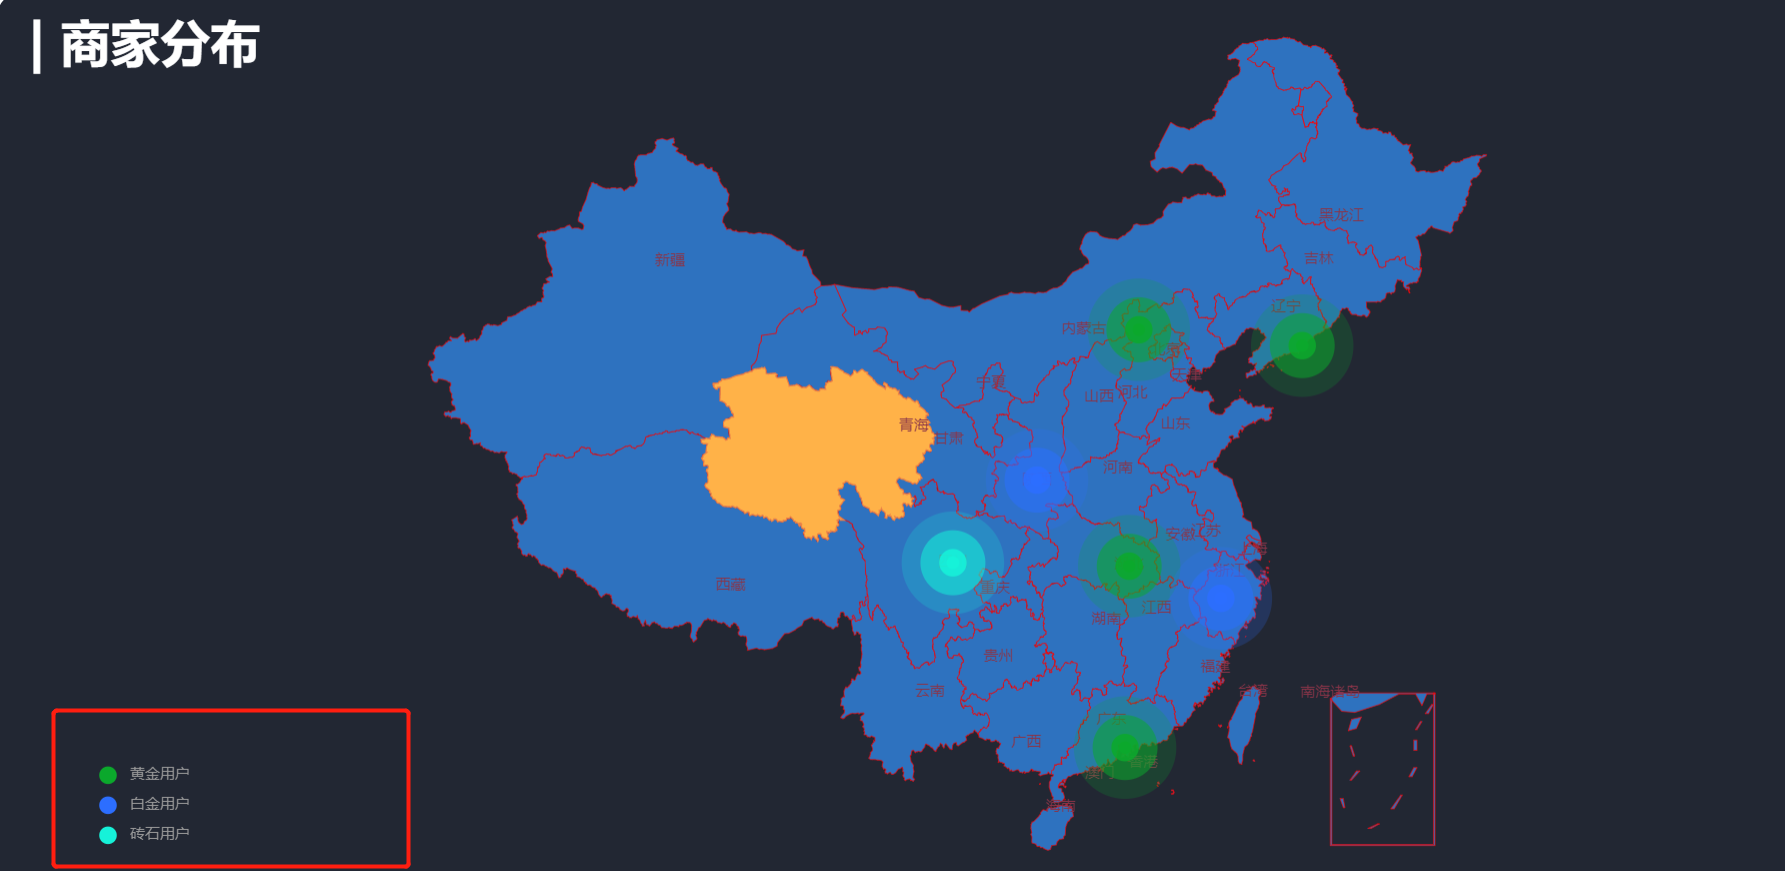 商家分布
黑龙江
吉林
新疆
辽宁
内蒙古
北京
天津
宁夏
山西
河北
山东
青海
甘肃
河南
安徽
江苏
上海
浙江
西藏
重庆
江西
湖南
贵州
福建
云南
台湾
南海诸岛
广东
广西
香港
澳门
海南
黄金用户
白金用户
砖石用户